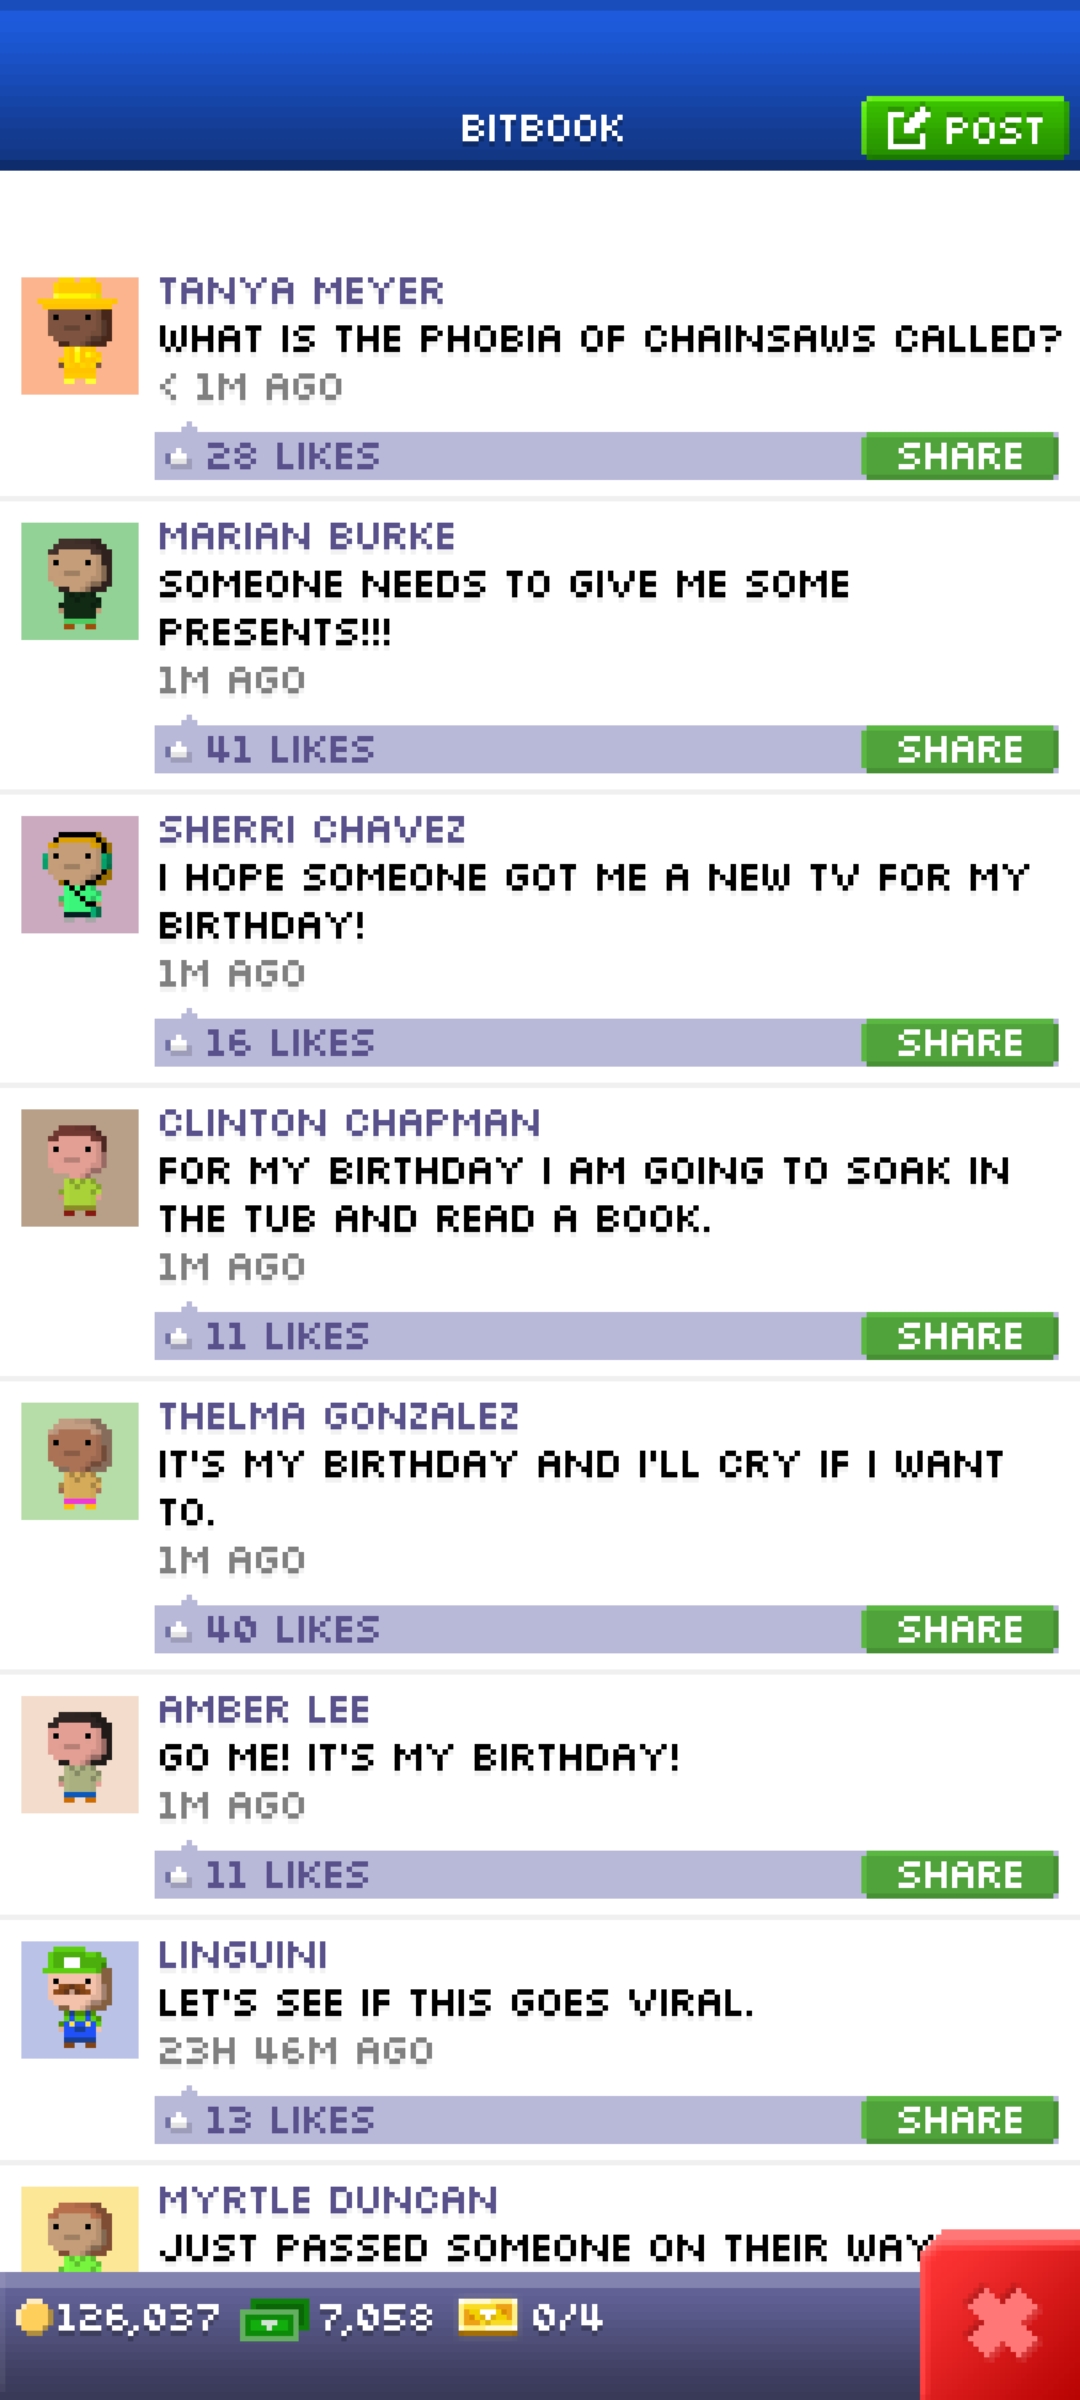 BITBOOK
POST
TANYA MEYER
WHAT IS THE PHOBIA OF CHAINSAWS CALLED?
< 1M AGO
28 LIKES
SHARE
MARIAN BURKE
SOMEONE NEEDS TO GIVE ME SOME
PRESENTS!!!
1M AGO
41 LIKES
SHARE
SHERRI CHAVEZ
I HOPE SOMEONE GOT ME A NEW TV FOR MY
BIRTHDAY!
1M AGO
16 LIKES
SHARE
CLINTON CHAPMAN
FOR MY BIRTHDAY I AM GOING TO SOAK IN
THE TUB AND READ A BOOK.
1M AGO
11 LIKES
SHARE
THELMA GONZALEZ
IT'S MY BIRTHDAY AND I'LL CRY IF I WANT
TO.
1M AGO
40 LIKES
SHARE
AMBER LEE
GO ME! IT'S MY BIRTHDAY!
1M AGO
11 LIKES
SHARE
LINGUINI
LET'S SEE IF THIS GOES VIRAL.
23H 46M AGO
13 LIKES
SHARE
MYRTLE DUNCAN
JUST PASSED SOMEONE ON THEIR WAY
126,037 7,058 0/4